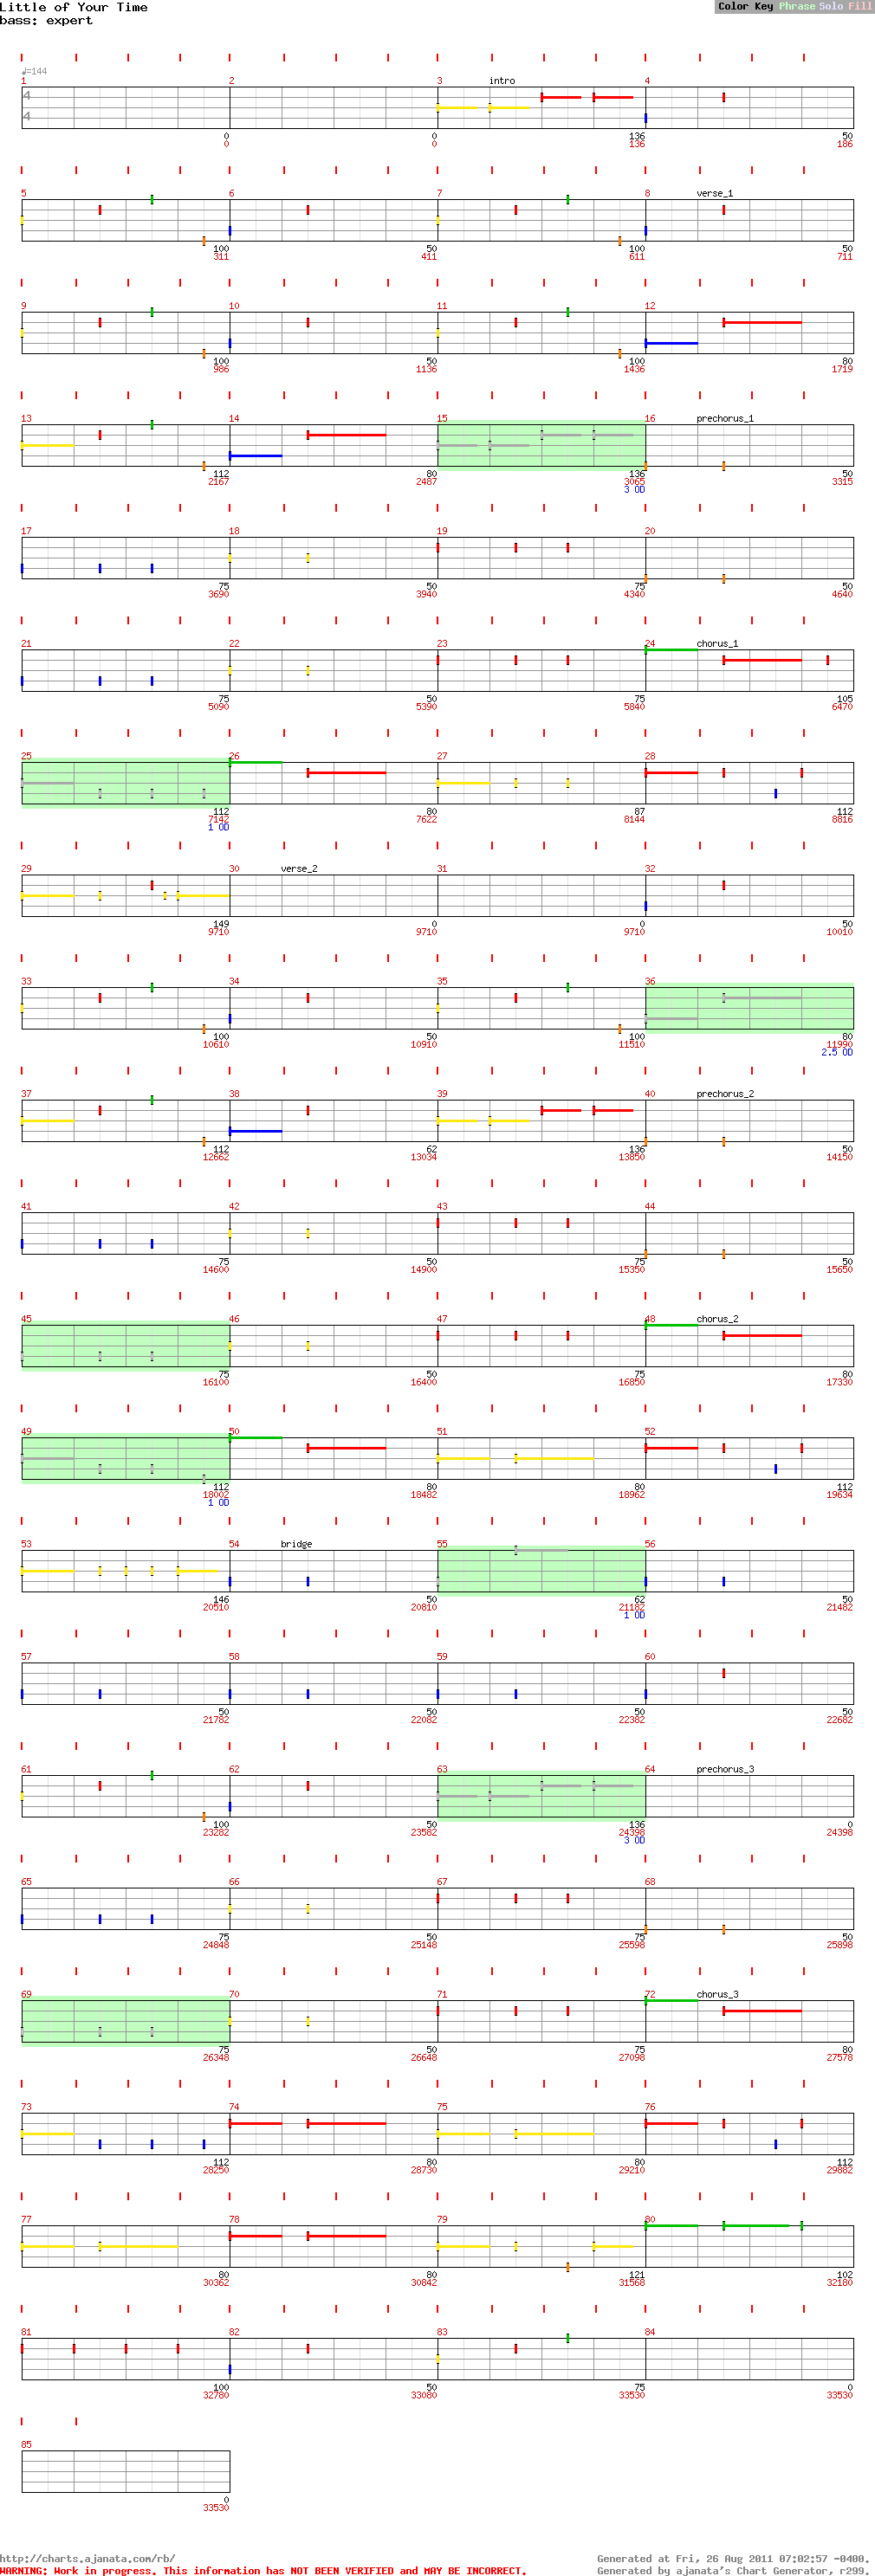 Little of Your Time
Color Key Phrase Solo Fill
bass: expert
♩=144
1 2 3 intro 4
4
4
0 0 136 50
0 0 136 186
5 6 7 8 verse_1
100 50 100 50
311 411 611 711
9 10 11 12
100 50 100 80
986 1136 1436 1719
13 14 15 16 prechorus_1
112 80 136 50
2167 2487 3065 3315
3 OD
17 18 19 20
75 50 75 50
3690 3940 4340 4640
21 22 23 24 chorus_1
75 50 75 105
5090 5390 5840 6470
25 26 27 28
112 80 87 112
7142 7622 8144 8816
1 OD
29 30 verse_2 31 32
149 0 0 50
9710 9710 9710 10010
33 34 35 36
100 50 100 80
10610 10910 11510 11990
2.5 OD
37 38 39 40 prechorus_2
112 62 136 50
12662 13034 13850 14150
41 42 43 44
75 50 75 50
14600 14900 15350 15650
45 46 47 48 chorus_2
75 50 75 80
16100 16400 16850 17330
49 50 51 52
112 80 80 112
18002 18482 18962 19634
1 OD
53 54 bridge 55 56
146 50 62 50
20510 20810 21182 21482
1 OD
57 58 59 60
50 50 50 50
21782 22082 22382 22682
61 62 63 64 prechorus_3
100 50 136 0
23282 23582 24398 24398
3 OD
65 66 67 68
75 50 75 50
24848 25148 25598 25898
69 70 71 72 chorus_3
75 50 75 80
26348 26648 27098 27578
73 74 75 76
112 80 80 112
28250 28730 29210 29882
77 78 79 80
80 80 121 102
30362 30842 31568 32180
81 82 83 84
100 50 75 0
32780 33080 33530 33530
85
0
33530
http://charts.ajanata.com/rb/
Generated at Fri, 26 Aug 2011 07:02:57 -0400.
WARNING: Work in progress. This information has NOT BEEN VERIFIED and MAY BE INCORRECT.
Generated by ajanata's Chart Generator, r299.